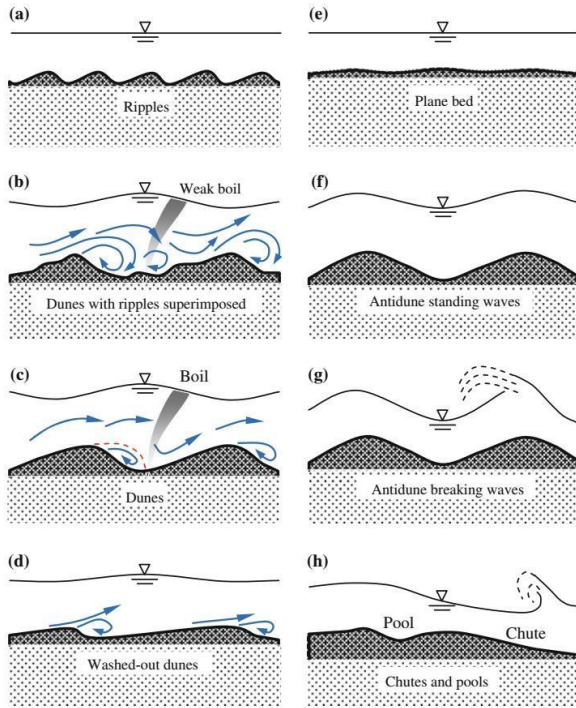 (a)
Ripples
(b)
Weak boil
Dunes with ripples superimposed
(c)
Boil
Dunes
(d)
Washed-out dunes
(e)
Plane bed
(f)
Antidune standing waves
(g)
Antidune breaking waves
(h)
Pool
Chute
Chutes and pools